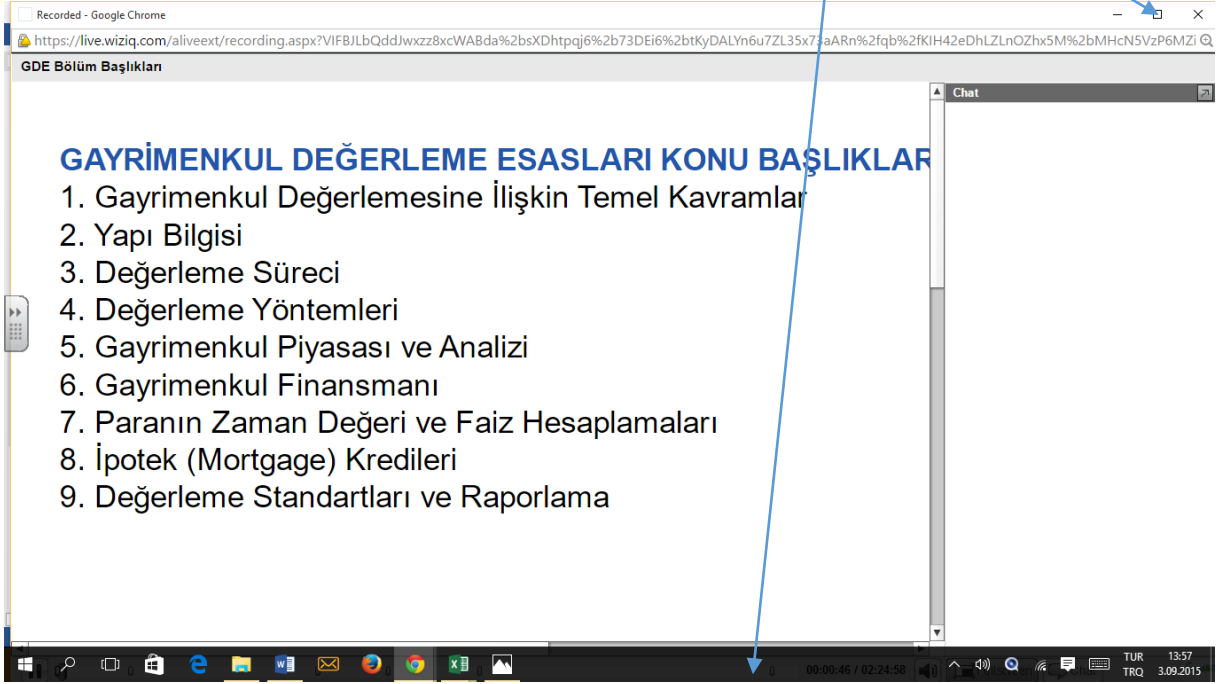 Recorded - Google Chrome
https://live.wiziq.com/aliveext/recording.aspx?VIFBJLbQddJwxzz8xcWABda%2bsXDhtpqj6%2b73DEi6%2btKyDALYn6u7ZL35x73aARn%2fqb%2fKIH42eDhLZLnOZhx5M%2bMHcN5VzP6MZi
GDE Bölüm Başlıkları
Chat
GAYRİMENKUL DEĞERLEME ESASLARI KONU BAŞLIKLAR
1. Gayrimenkul Değerlemesine İlişkin Temel Kavramlar
2. Yapı Bilgisi
3. Değerleme Süreci
4. Değerleme Yöntemleri
5. Gayrimenkul Piyasası ve Analizi
6. Gayrimenkul Finansmanı
7. Paranın Zaman Değeri ve Faiz Hesaplamaları
8. İpotek (Mortgage) Kredileri
9. Değerleme Standartları ve Raporlama
00:00:46 / 02:24:58
TUR 13:57
TRQ 3.09.2015